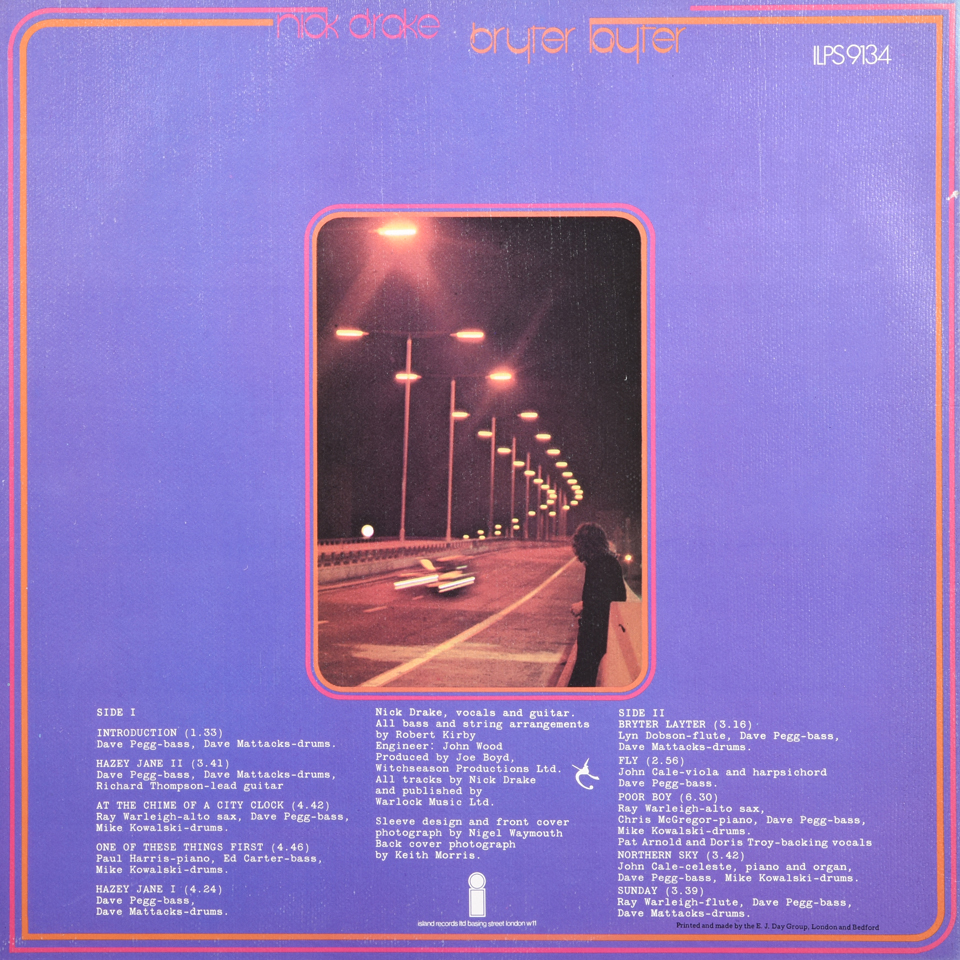 nick drake bryter layter
ILPS 9134
SIDE I
INTRODUCTION (1.33)
Dave Pegg-bass, Dave Mattacks-drums.
HAZEY JANE II (3.41)
Dave Pegg-bass, Dave Mattacks-drums,
Richard Thompson-lead guitar
AT THE CHIME OF A CITY CLOCK (4.42)
Ray Warleigh-alto sax, Dave Pegg-bass,
Mike Kowalski-drums.
ONE OF THESE THINGS FIRST (4.46)
Paul Harris-piano, Ed Carter-bass,
Mike Kowalski-drums.
HAZEY JANE I (4.24)
Dave Pegg-bass,
Dave Mattacks-drums.
Nick Drake, vocals and guitar.
All bass and string arrangements
by Robert Kirby
Engineer: John Wood
Produced by Joe Boyd,
Witchseason Productions Ltd.
All tracks by Nick Drake
and published by
Warlock Music Ltd.
Sleeve design and front cover
photograph by Nigel Waymouth
Back cover photograph
by Keith Morris.
island records ltd basing street london w11
SIDE II
BRYTER LAYTER (3.16)
Lyn Dobson-flute, Dave Pegg-bass,
Dave Mattacks-drums.
FLY (2.56)
John Cale-viola and harpsichord
Dave Pegg-bass.
POOR BOY (6.30)
Ray Warleigh-alto sax,
Chris McGregor-piano, Dave Pegg-bass,
Mike Kowalski-drums.
Pat Arnold and Doris Troy-backing vocals
NORTHERN SKY (3.42)
John Cale-celeste, piano and organ,
Dave Pegg-bass, Mike Kowalski-drums.
SUNDAY (3.39)
Ray Warleigh-flute, Dave Pegg-bass,
Dave Mattacks-drums.
Printed and made by the E. J. Day Group, London and Bedford